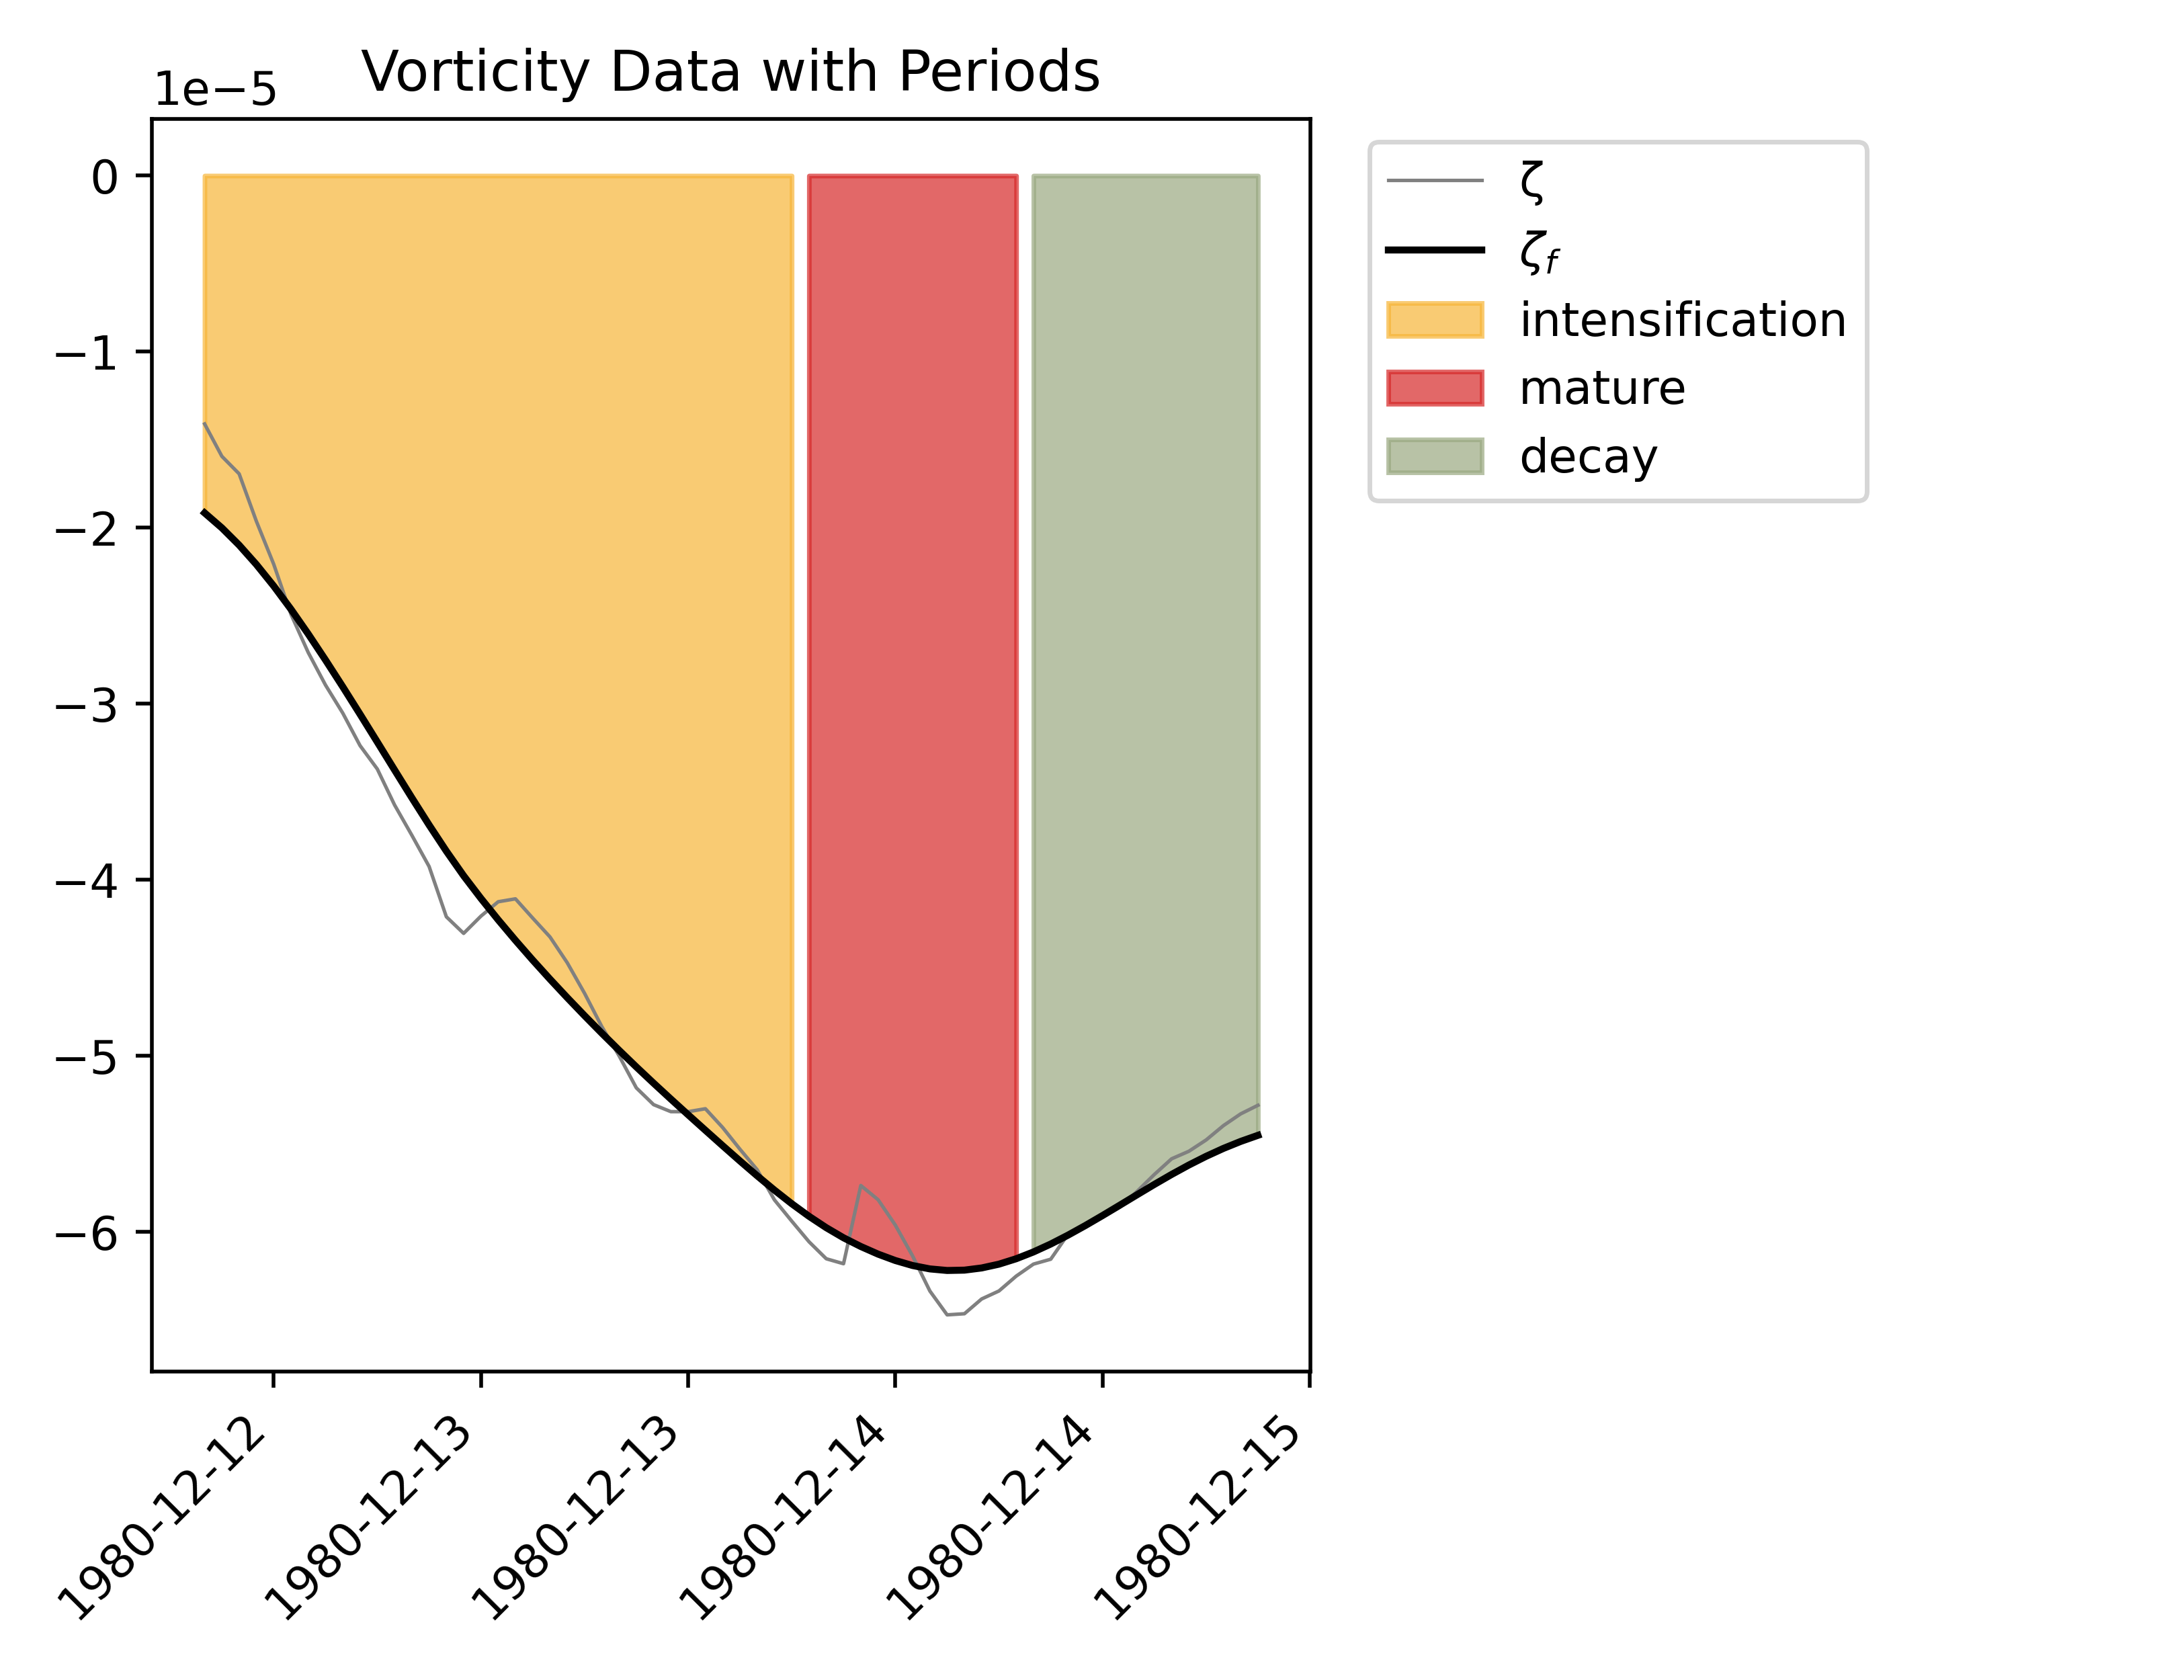 Vorticity Data with Periods
1e−5
0
−1
−2
−3
−4
−5
−6
1980-12-12
1980-12-13
1980-12-13
1980-12-14
1980-12-14
1980-12-15
ζ
ζf
intensification
mature
decay